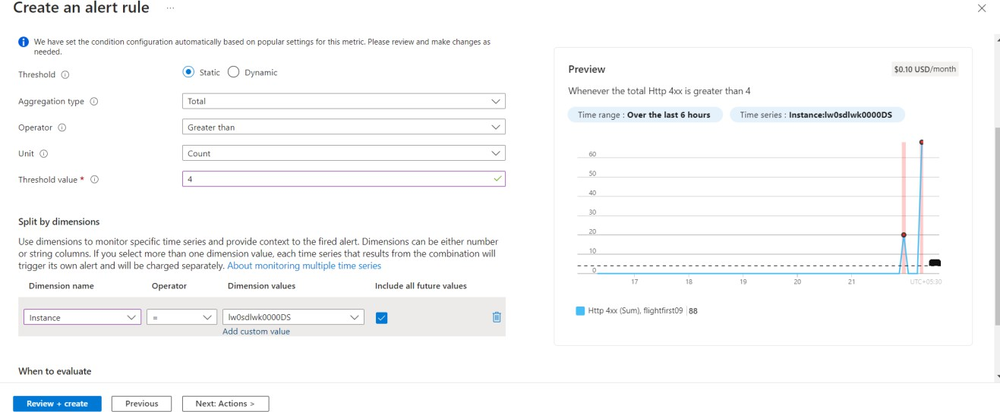 Create an alert rule ...
We have set the condition configuration automatically based on popular settings for this metric. Please review and make changes as
needed.
Threshold
Static
Dynamic
Aggregation type
Total
Operator
Greater than
Unit
Count
Threshold value *
4
Split by dimensions
Use dimensions to monitor specific time series and provide context to the fired alert. Dimensions can be either number
or string columns. If you select more than one dimension value, each time series that results from the combination will
trigger its own alert and will be charged separately. About monitoring multiple time series
Dimension name Operator Dimension values Include all future values
Instance = lw0sdlwk0000DS
Add custom value
When to evaluate
Review + create Previous Next: Actions >
Preview $0.10 USD/month
Whenever the total Http 4xx is greater than 4
Time range : Over the last 6 hours Time series : Instance:lw0sdlwk0000DS
60
50
40
30
20
10
0
17 18 19 20 21 UTC+05:30
Http 4xx (Sum), flightfirst09 88